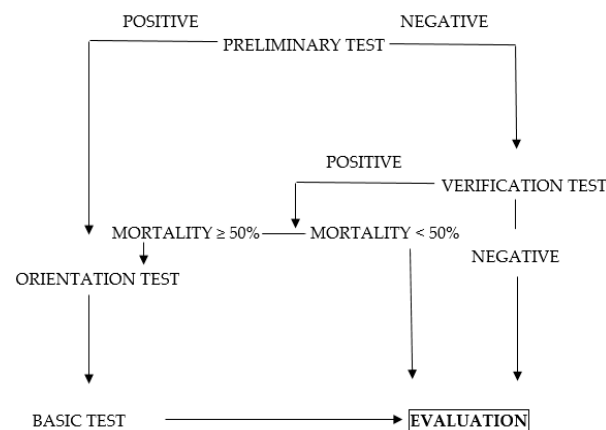 POSITIVE NEGATIVE
PRELIMINARY TEST
POSITIVE
VERIFICATION TEST
MORTALITY ≥ 50% MORTALITY < 50%
NEGATIVE
ORIENTATION TEST
BASIC TEST EVALUATION